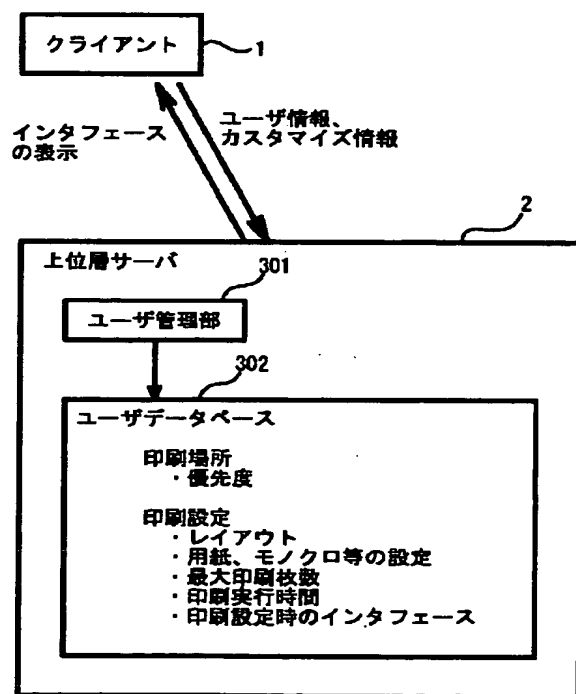 クライアント
1
インタフェース
の表示
ユーザ情報、
カスタマイズ情報
2
上位層サーバ
301
ユーザ管理部
302
ユーザデータベース
印刷場所
・優先度
印刷設定
・レイアウト
・用紙、モノクロ等の設定
・最大印刷枚数
・印刷実行時間
・印刷設定時のインタフェース